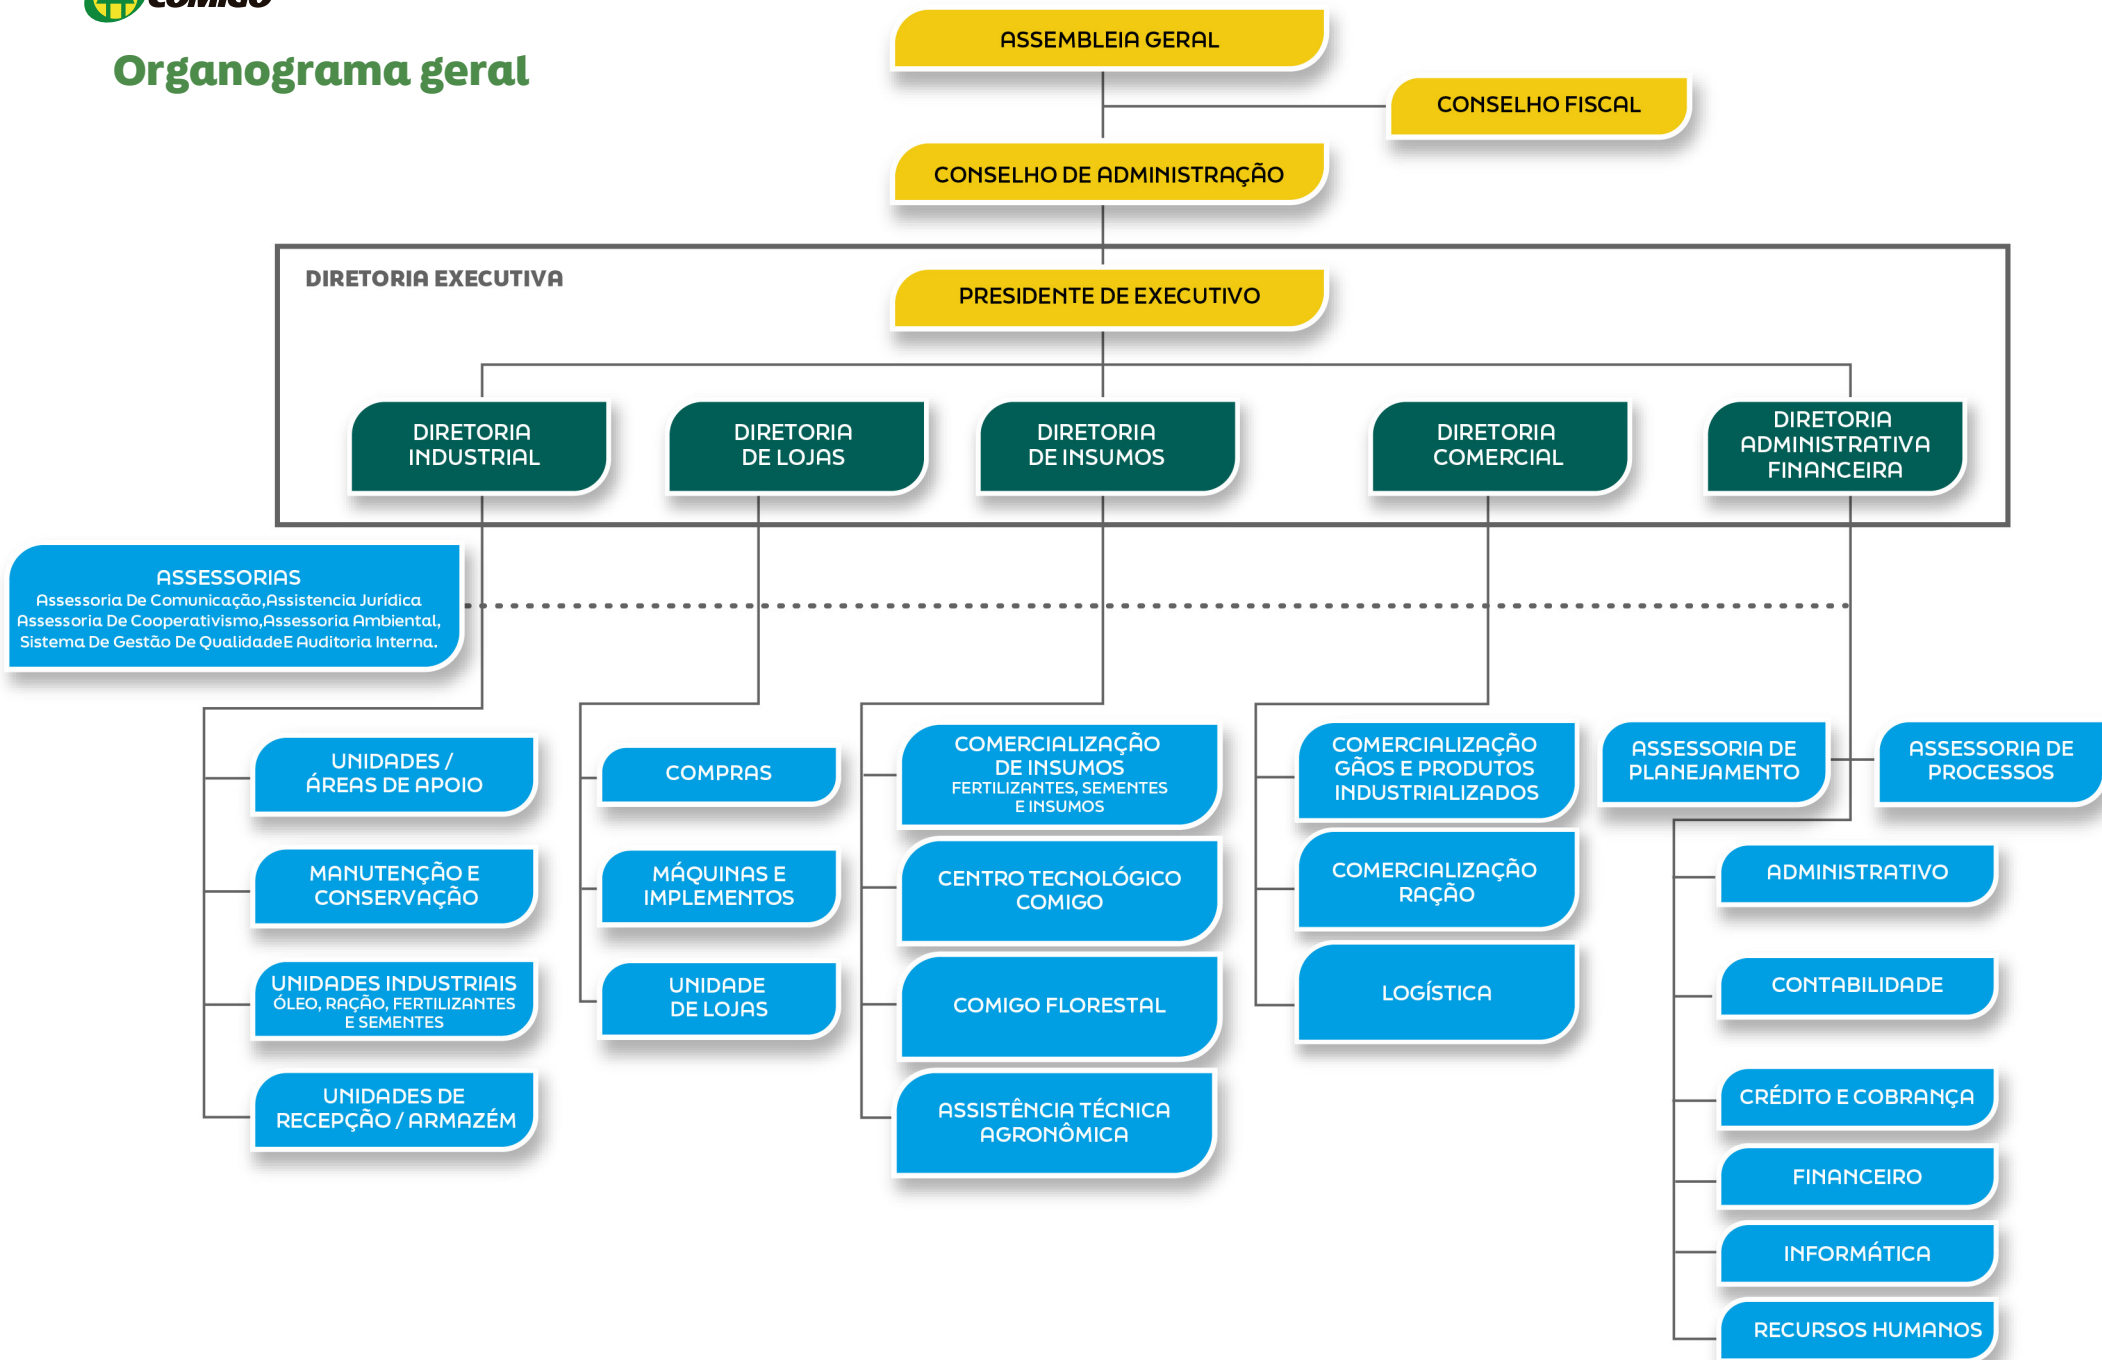 COMIGO
Organograma geral
ASSEMBLEIA GERAL
CONSELHO FISCAL
CONSELHO DE ADMINISTRAÇÃO
DIRETORIA EXECUTIVA
PRESIDENTE DE EXECUTIVO
DIRETORIA
INDUSTRIAL
DIRETORIA
DE LOJAS
DIRETORIA
DE INSUMOS
DIRETORIA
COMERCIAL
DIRETORIA
ADMINISTRATIVA
FINANCEIRA
ASSESSORIAS
Assessoria De Comunicação,Assistencia Jurídica
Assessoria De Cooperativismo,Assessoria Ambiental,
Sistema De Gestão De QualidadeE Auditoria Interna.
UNIDADES /
ÁREAS DE APOIO
MANUTENÇÃO E
CONSERVAÇÃO
UNIDADES INDUSTRIAIS
ÓLEO, RAÇÃO, FERTILIZANTES
E SEMENTES
UNIDADES DE
RECEPÇÃO / ARMAZÉM
COMPRAS
MÁQUINAS E
IMPLEMENTOS
UNIDADE
DE LOJAS
COMERCIALIZAÇÃO
DE INSUMOS
FERTILIZANTES, SEMENTES
E INSUMOS
CENTRO TECNOLÓGICO
COMIGO
COMIGO FLORESTAL
ASSISTÊNCIA TÉCNICA
AGRONÔMICA
COMERCIALIZAÇÃO
GÃOS E PRODUTOS
INDUSTRIALIZADOS
COMERCIALIZAÇÃO
RAÇÃO
LOGÍSTICA
ASSESSORIA DE
PLANEJAMENTO
ASSESSORIA DE
PROCESSOS
ADMINISTRATIVO
CONTABILIDADE
CRÉDITO E COBRANÇA
FINANCEIRO
INFORMÁTICA
RECURSOS HUMANOS